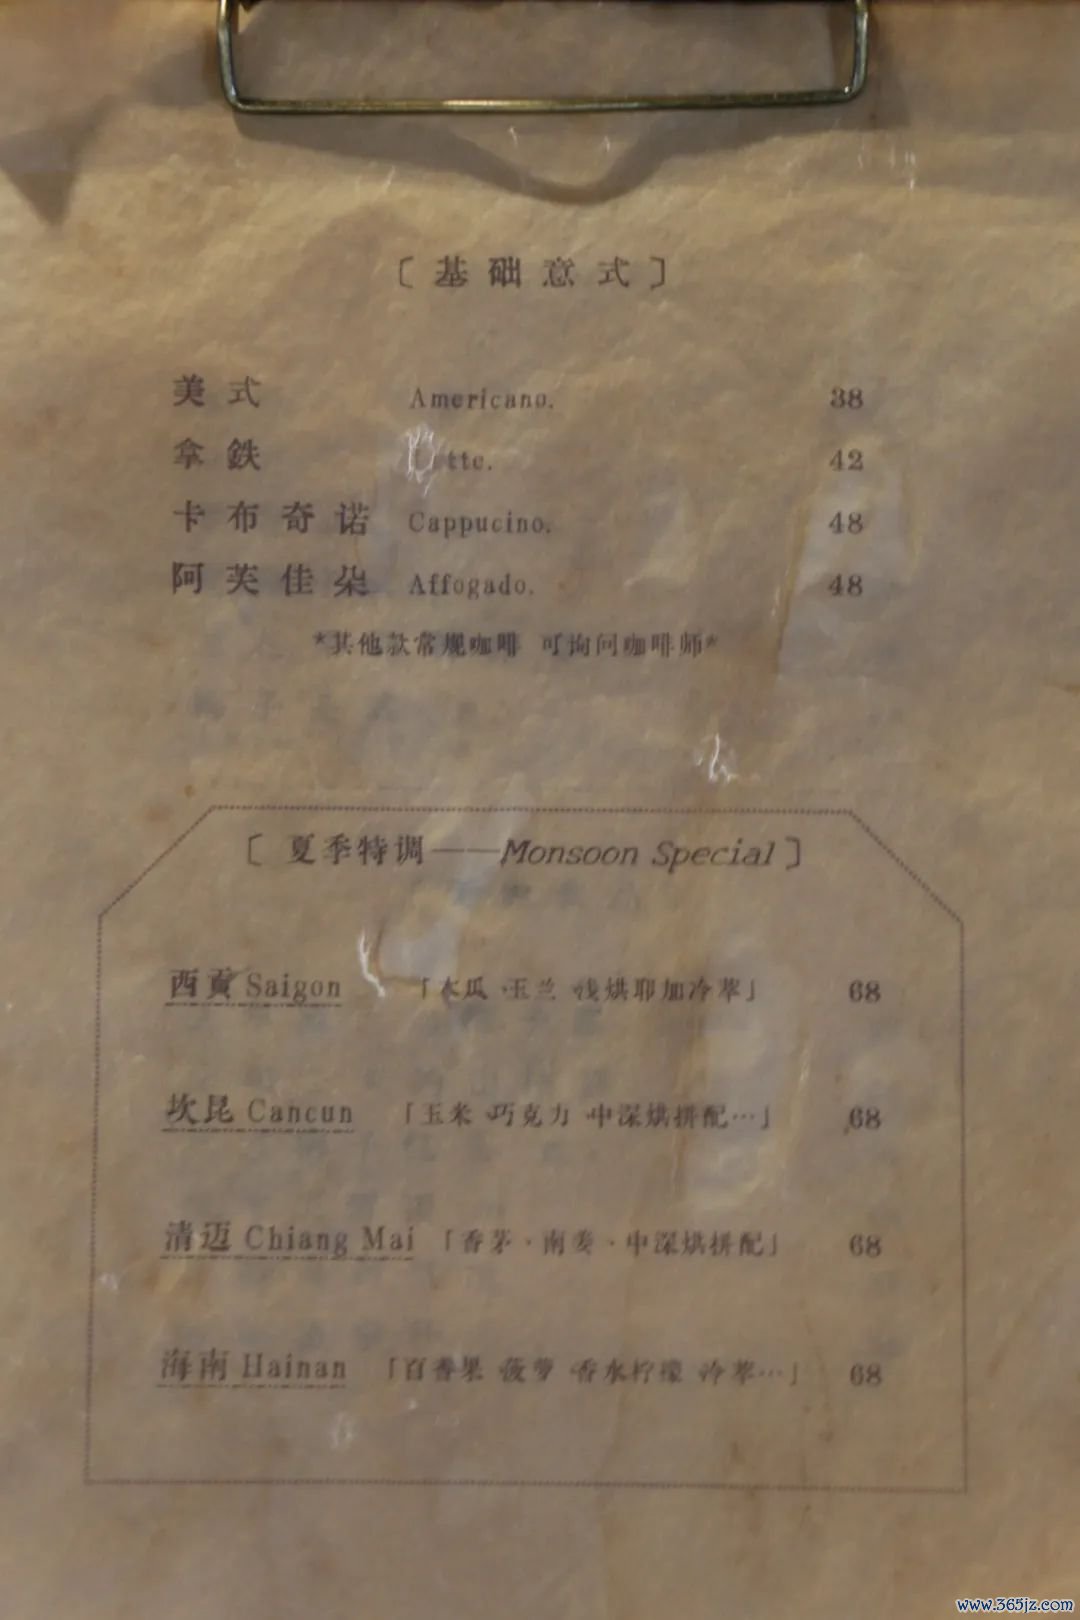 〔基础意式〕
美式 Americano. 38
拿鉄 tte. 42
卡布奇诺 Cappucino. 48
阿芙佳朵 Affogado. 48
*其他款常规咖啡 可询问咖啡师*
〔夏季特调——Monsoon Special〕
西貢 Saigon 「木瓜·玉兰·浅烘耶加冷萃」 68
坎昆 Cancun 「玉米·巧克力·中深烘拼配…」 68
清迈 Chiang Mai 「香茅·南姜·中深烘拼配」 68
海南 Hainan 「百香果·菠萝·香水柠檬·冷萃…」 68
www.365jz.com